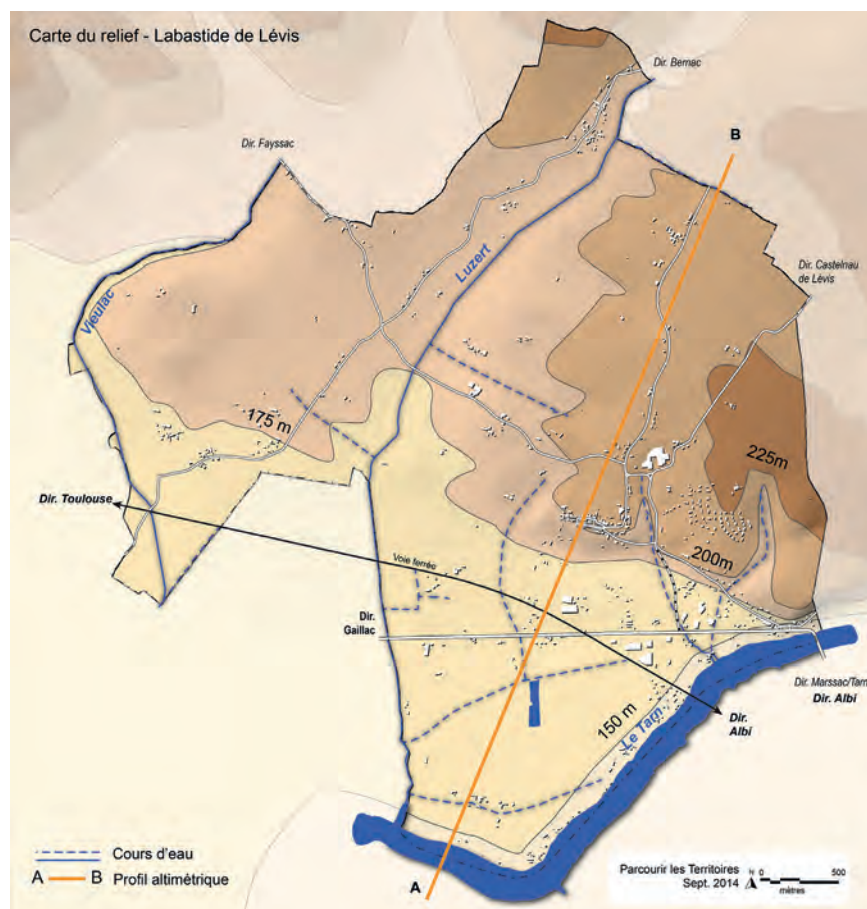 Carte du relief - Labastide de Lévis
Dir. Bernac
B
Dir. Fayssac
Luzert
Dir. Castelnau
de Lévis
Vieulac
175 m
225m
Dir. Toulouse
200m
Voie ferrée
Dir.
Gaillac
Dir. Marssac/Tarn
Dir. Albi
150 m
Le Tarn
Dir.
Albi
Cours d'eau
A B Profil altimétrique
A
Parcourir les Territoires
Sept. 2014
N 0 500
mètres